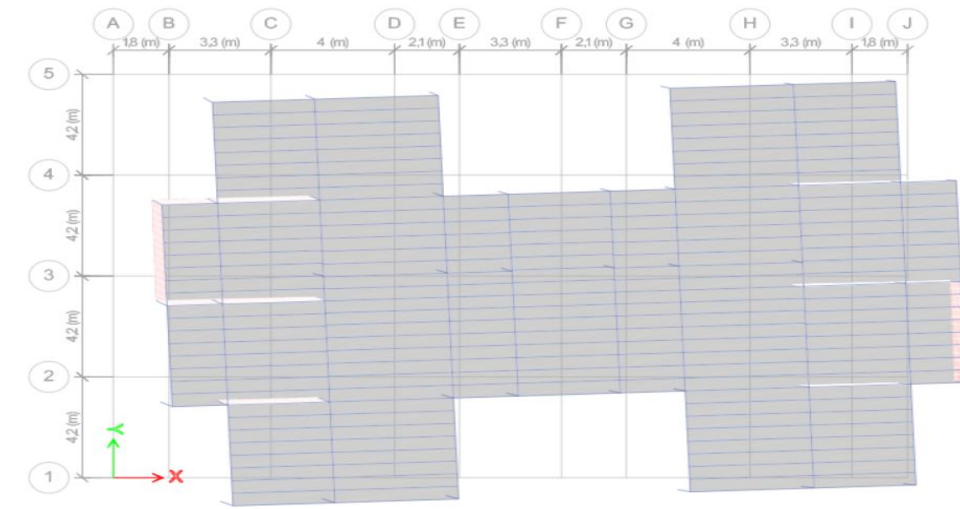 A B C D E F G H I J
1,8 (m) 3,3 (m) 4 (m) 2,1 (m) 3,3 (m) 2,1 (m) 4 (m) 3,3 (m) 1,8 (m)
5
4,2 (m)
4
4,2 (m)
3
4,2 (m)
2
4,2 (m)
Y
1
X